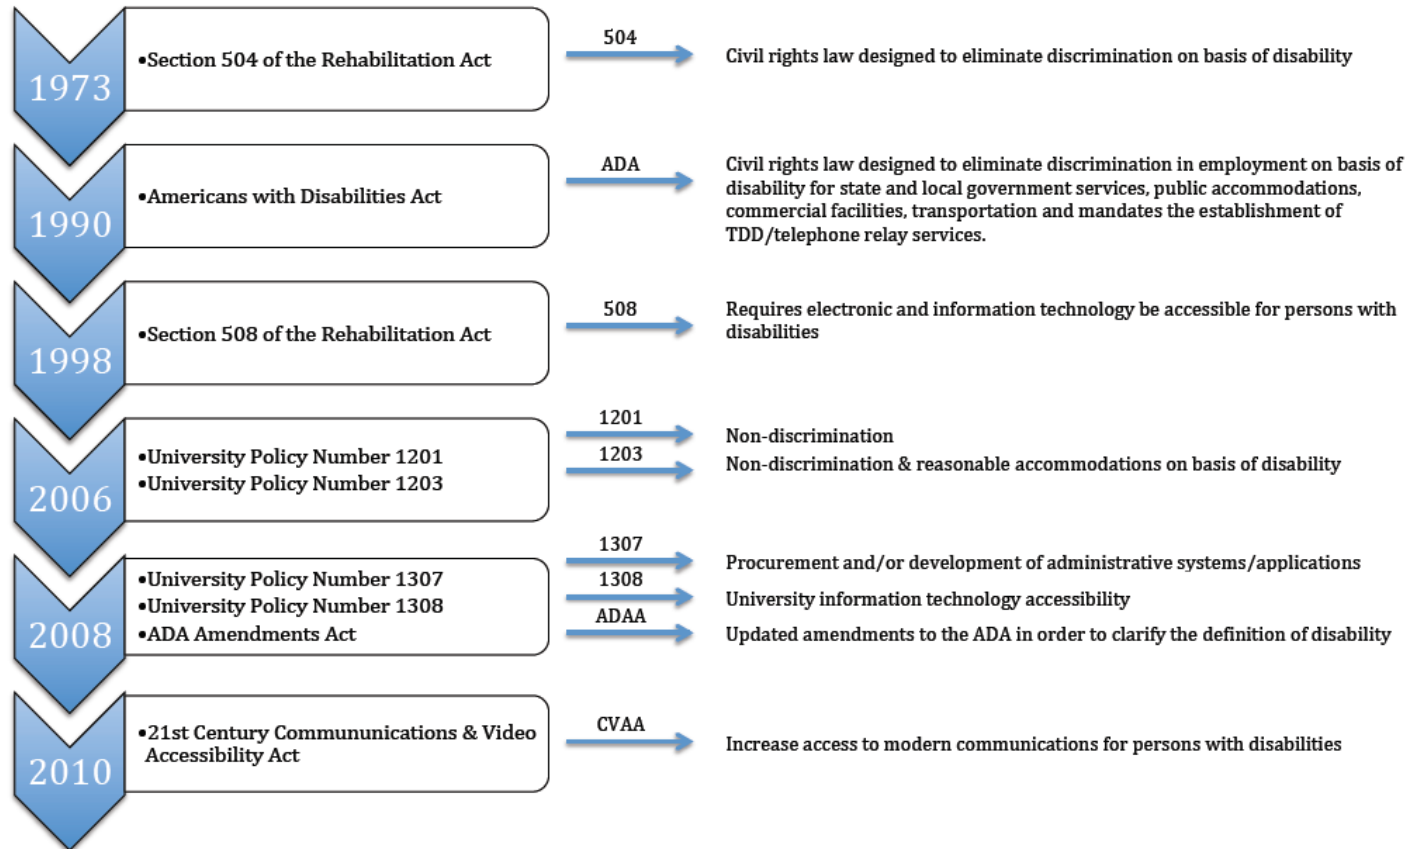 1973
•Section 504 of the Rehabilitation Act
504
Civil rights law designed to eliminate discrimination on basis of disability
1990
•Americans with Disabilities Act
ADA
Civil rights law designed to eliminate discrimination in employment on basis of
disability for state and local government services, public accommodations,
commercial facilities, transportation and mandates the establishment of
TDD/telephone relay services.
1998
•Section 508 of the Rehabilitation Act
508
Requires electronic and information technology be accessible for persons with
disabilities
2006
•University Policy Number 1201
•University Policy Number 1203
1201
Non-discrimination
1203
Non-discrimination & reasonable accommodations on basis of disability
2008
•University Policy Number 1307
•University Policy Number 1308
•ADA Amendments Act
1307
Procurement and/or development of administrative systems/applications
1308
University information technology accessibility
ADAA
Updated amendments to the ADA in order to clarify the definition of disability
2010
•21st Century Commununications & Video
Accessibility Act
CVAA
Increase access to modern communications for persons with disabilities